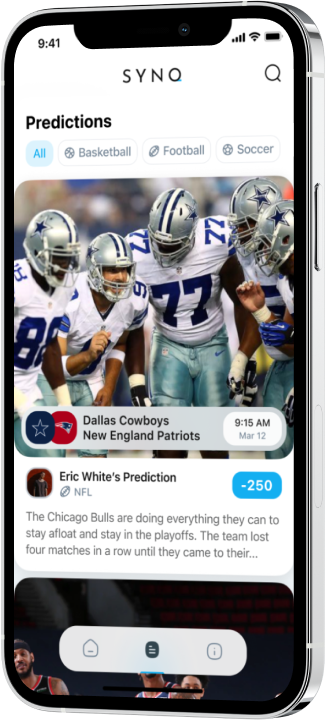 9:41
SYNQ
Predictions
All
Basketball
Football
Soccer
77
77
77
88
9
Dallas Cowboys
New England Patriots
9:15 AM
Mar 12
Eric White's Prediction
NFL
-250
The Chicago Bulls are doing everything they can to
stay afloat and stay in the playoffs. The team lost
four matches in a row until they came to their...